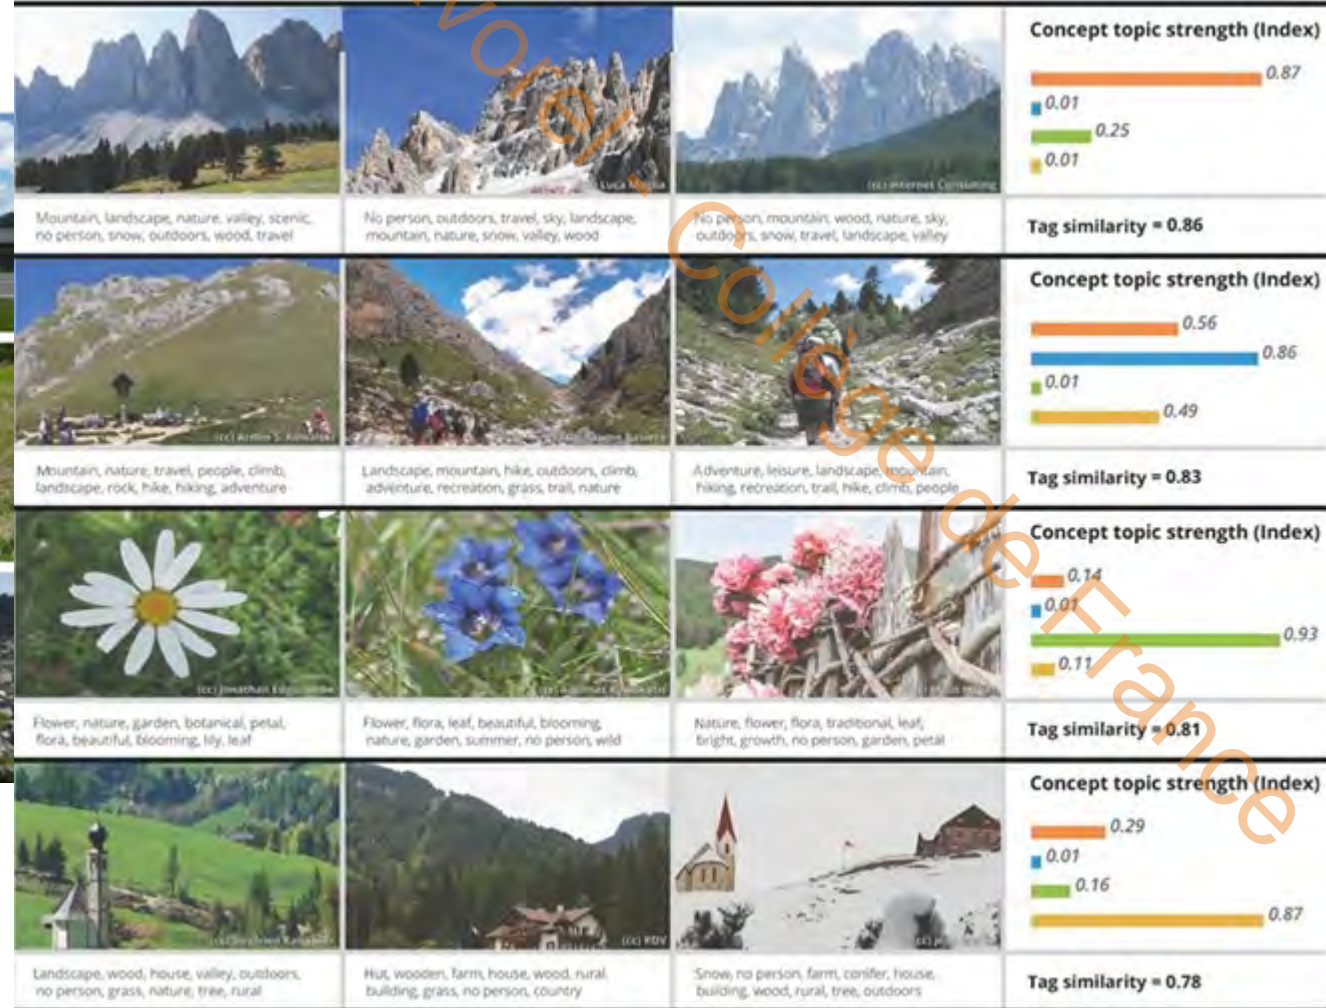 Concept topic strength (Index)
0.87
0.01
0.25
0.01
Luca
(cc) Internet Consulting
Mountain, landscape, nature, valley, scenic,
no person, snow, outdoors, wood, travel
No person, outdoors, travel, sky, landscape,
mountain, nature, snow, valley, wood
No person, mountain, wood, nature, sky,
outdoors, snow, travel, landscape, valley
Tag similarity = 0.86
Concept topic strength (Index)
0.56
0.86
0.01
0.49
Mountain, nature, travel, people, climb,
landscape, rock, hike, hiking, adventure
Landscape, mountain, hike, outdoors, climb,
adventure, recreation, grass, trail, nature
Adventure, leisure, landscape, mountain,
hiking, recreation, trail, hike, climb, people
Tag similarity = 0.83
Concept topic strength (Index)
0.14
0.01
0.93
0.11
(cc) Jonathan
Flower, nature, garden, botanical, petal,
flora, beautiful, blooming, lily, leaf
Flower, flora, leaf, beautiful, blooming,
nature, garden, summer, no person, wild
Nature, flower, flora, traditional, leaf,
bright, growth, no person, garden, petal
Tag similarity = 0.81
Concept topic strength (Index)
0.29
0.01
0.16
0.87
(cc) RDV
Landscape, wood, house, valley, outdoors,
no person, grass, nature, tree, rural
Hut, wooden, farm, house, wood, rural,
building, grass, no person, country
Snow, no person, farm, conifer, house,
building, wood, rural, tree, outdoors
Tag similarity = 0.78
- Collège de France